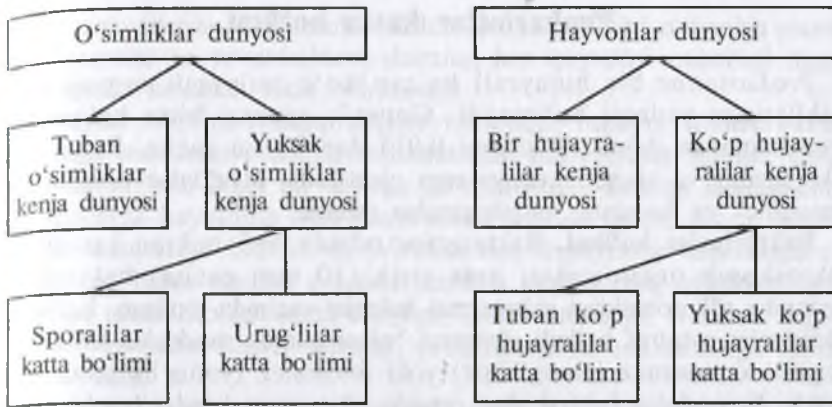 O‘simliklar dunyosi
Hayvonlar dunyosi
Tuban
o‘simliklar
kenja dunyosi
Yuksak
o‘simliklar
kenja dunyosi
Bir hujayra-
lilar kenja
dunyosi
Ko‘p hujay-
ralilar kenja
dunyosi
Sporalilar
katta bo‘limi
Urug‘lilar
katta bo‘limi
Tuban ko‘p
hujayralilar
katta bo‘limi
Yuksak ko‘p
hujayralilar
katta bo‘limi